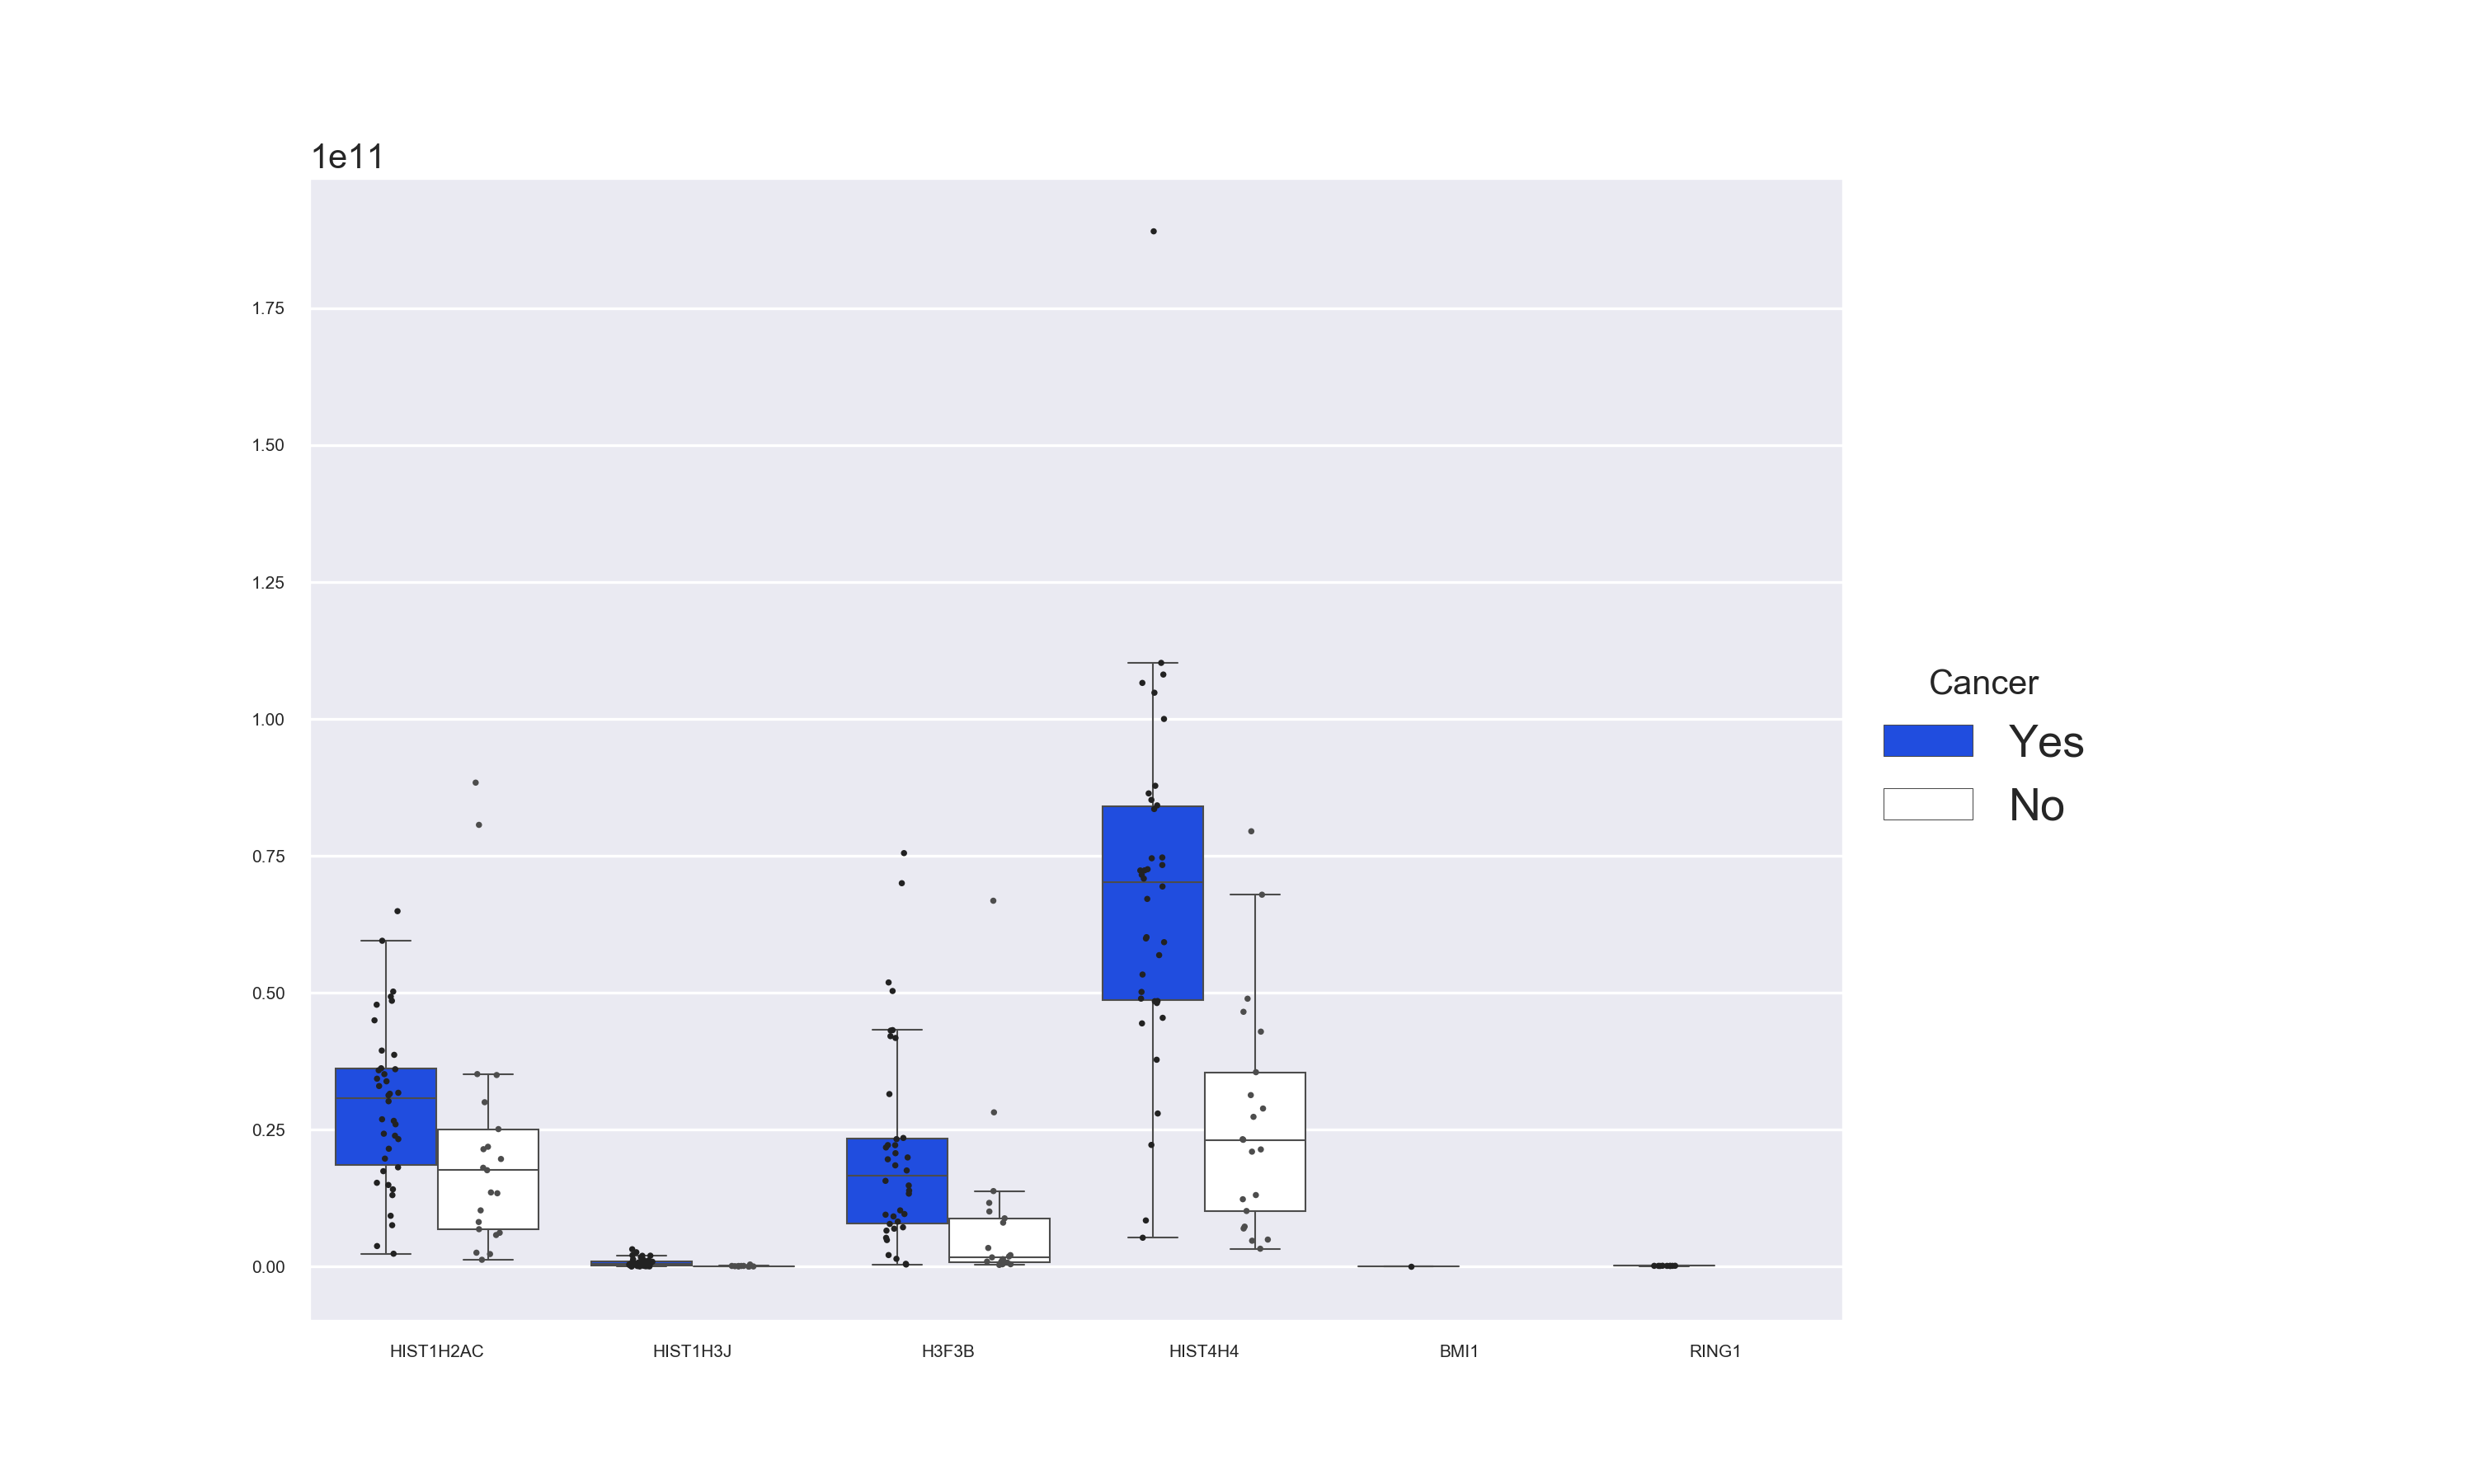 1e11
1.75
1.50
1.25
1.00
0.75
0.50
0.25
0.00
HIST1H2AC HIST1H3J H3F3B HIST4H4 BMI1 RING1
Cancer
Yes
No